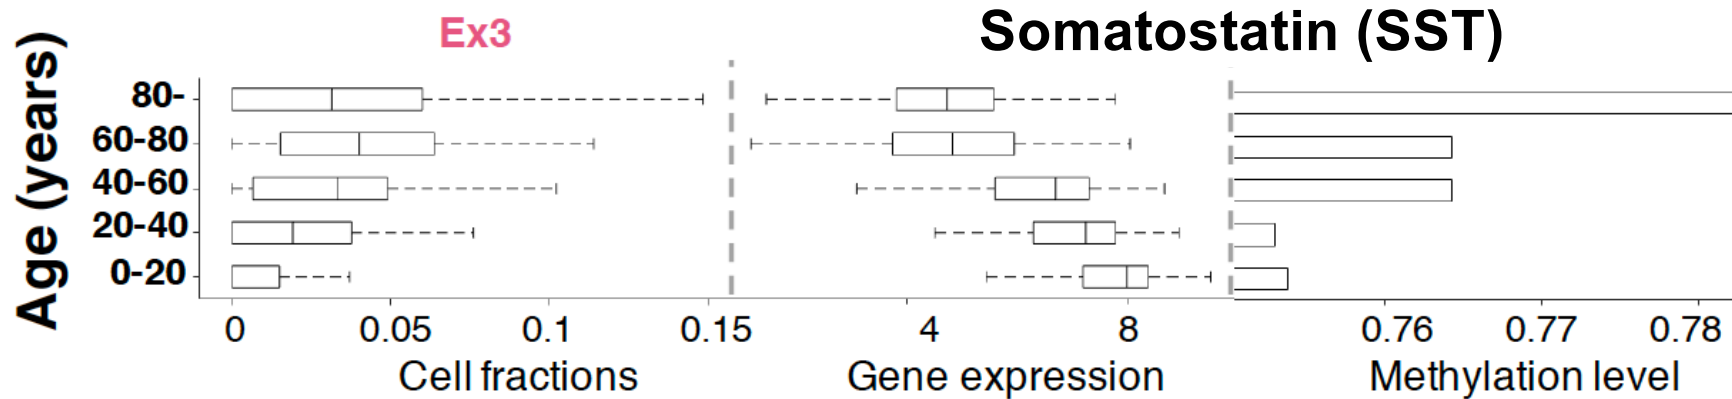 Ex3
Somatostatin (SST)
Age (years)
80-
60-80
40-60
20-40
0-20
0 0.05 0.1 0.15 4 8 0.76 0.77 0.78
Cell fractions Gene expression Methylation level